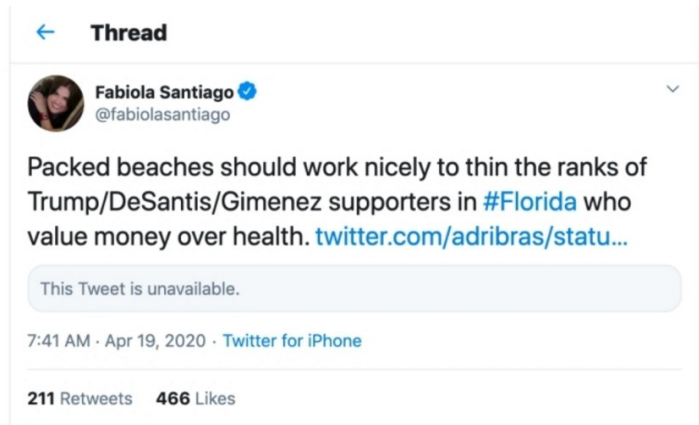 Thread
Fabiola Santiago
@fabiolasantiago
Packed beaches should work nicely to thin the ranks of
Trump/DeSantis/Gimenez supporters in #Florida who
value money over health. twitter.com/adribras/statu...
This Tweet is unavailable.
7:41 AM · Apr 19, 2020 · Twitter for iPhone
211 Retweets 466 Likes